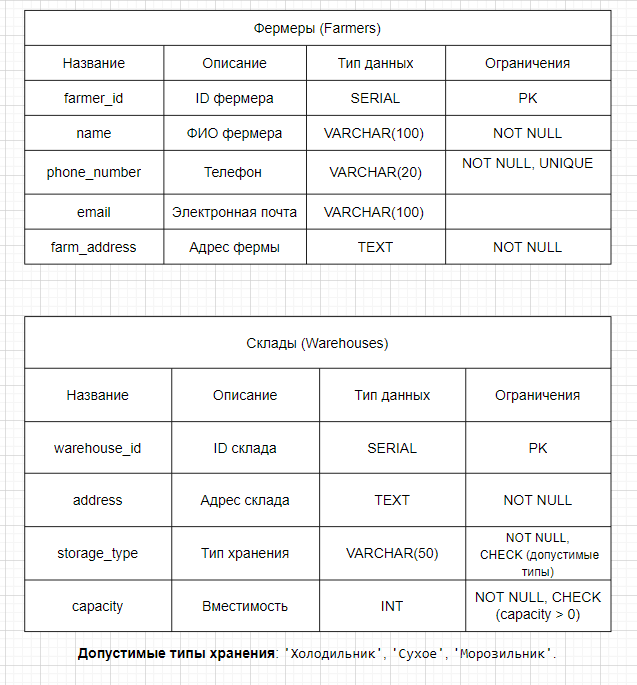 Фермеры (Farmers)
Название Описание Тип данных Ограничения
farmer_id ID фермера SERIAL PK
name ФИО фермера VARCHAR(100) NOT NULL
phone_number Телефон VARCHAR(20) NOT NULL, UNIQUE
email Электронная почта VARCHAR(100)
farm_address Адрес фермы TEXT NOT NULL
Склады (Warehouses)
Название Описание Тип данных Ограничения
warehouse_id ID склада SERIAL PK
address Адрес склада TEXT NOT NULL
storage_type Тип хранения VARCHAR(50) NOT NULL,
CHECK (допустимые
типы)
capacity Вместимость INT NOT NULL, CHECK
(capacity > 0)
Допустимые типы хранения: 'Холодильник', 'Сухое', 'Морозильник'.